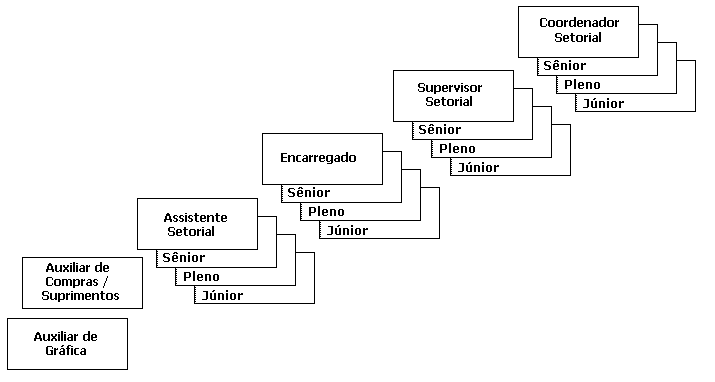 Coordenador
Setorial
Sênior
Pleno
Júnior
Supervisor
Setorial
Sênior
Pleno
Júnior
Encarregado
Sênior
Pleno
Júnior
Assistente
Setorial
Sênior
Pleno
Júnior
Auxiliar de
Compras /
Suprimentos
Auxiliar de
Gráfica